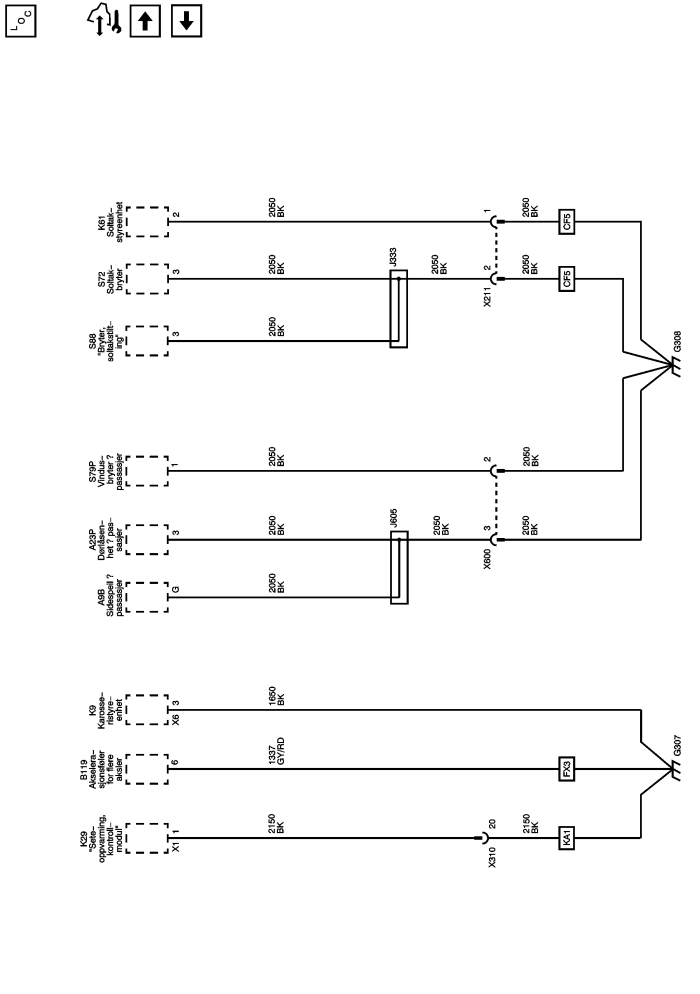 LOC
K61
Soltak-
styreenhet
2
2050
BK
1
2050
BK
CF5
S72
Soltak-
bryter
3
2050
BK
J333
2050
BK
2
X211
2050
BK
CF5
S88
"Bryter,
soltakstilt-
ing"
3
2050
BK
G308
S79P
Vindus-
bryter ?
passasjer
1
2050
BK
2
2050
BK
A23P
Dørlåsen-
het ? pas-
sasjer
3
2050
BK
J605
2050
BK
3
X600
2050
BK
A9B
Sidespeil ?
passasjer
G
2050
BK
K9
Karosse-
ristyre-
enhet
3
X6
1650
BK
B119
Akselera-
sjonsføler
for flere
aksler
6
1337
GY/RD
FX3
G307
K29
"Sete-
oppvarming,
kontroll-
modul"
1
X1
2150
BK
20
X310
2150
BK
KA1